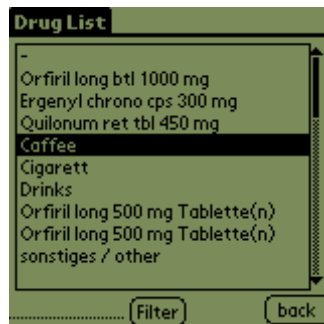 Drug List
-
Orfiril long btl 1000 mg
Ergenyl chrono cps 300 mg
Quilonum ret tbl 450 mg
Caffee
Cigarett
Drinks
Orfiril long 500 mg Tablette(n)
Orfiril long 500 mg Tablette(n)
sonstiges / other
Filter back